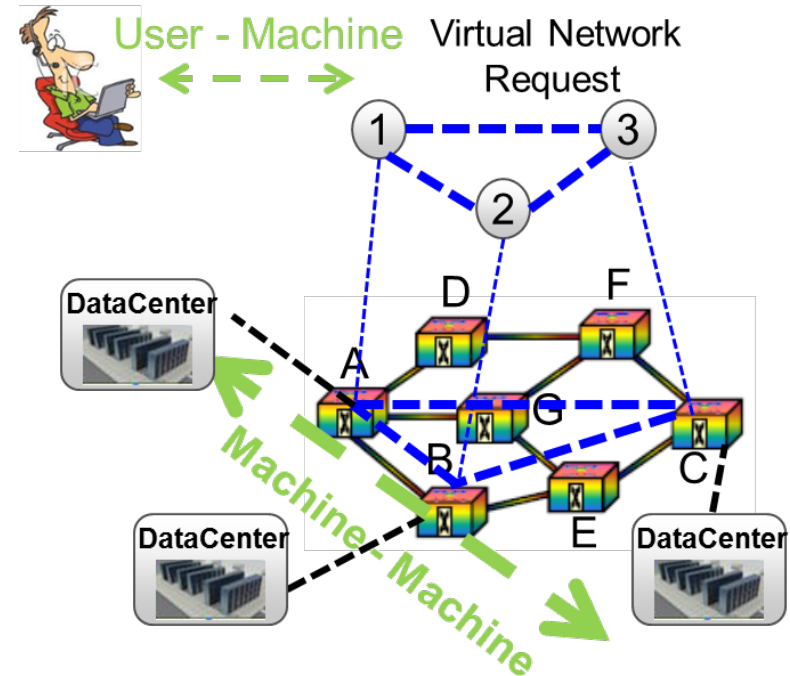 User - Machine
Virtual Network
Request
1
3
2
D
F
DataCenter
A
G
B
C
Machine - Machine
E
DataCenter
DataCenter